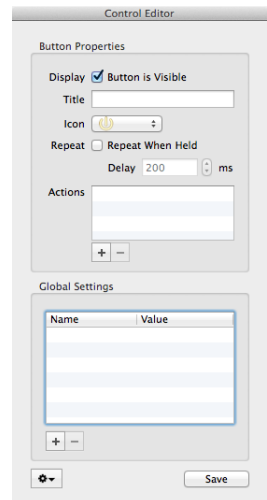 Control Editor
Button Properties
Display Button is Visible
Title
Icon
Repeat Repeat When Held
Delay 200 ms
Actions
+ −
Global Settings
Name Value
+ −
Save